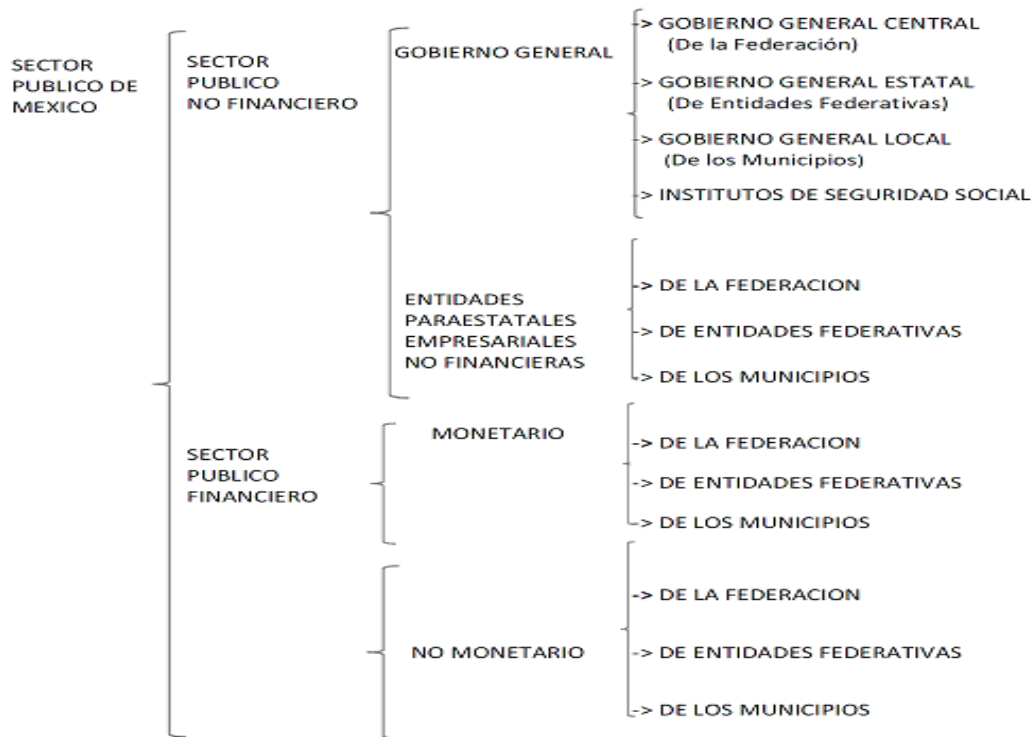 SECTOR
PUBLICO DE
MEXICO
SECTOR
PUBLICO
NO FINANCIERO
GOBIERNO GENERAL
-> GOBIERNO GENERAL CENTRAL
(De la Federación)
-> GOBIERNO GENERAL ESTATAL
(De Entidades Federativas)
-> GOBIERNO GENERAL LOCAL
(De los Municipios)
-> INSTITUTOS DE SEGURIDAD SOCIAL
ENTIDADES
PARAESTATALES
EMPRESARIALES
NO FINANCIERAS
-> DE LA FEDERACION
-> DE ENTIDADES FEDERATIVAS
-> DE LOS MUNICIPIOS
SECTOR
PUBLICO
FINANCIERO
MONETARIO
-> DE LA FEDERACION
-> DE ENTIDADES FEDERATIVAS
-> DE LOS MUNICIPIOS
NO MONETARIO
-> DE LA FEDERACION
-> DE ENTIDADES FEDERATIVAS
-> DE LOS MUNICIPIOS